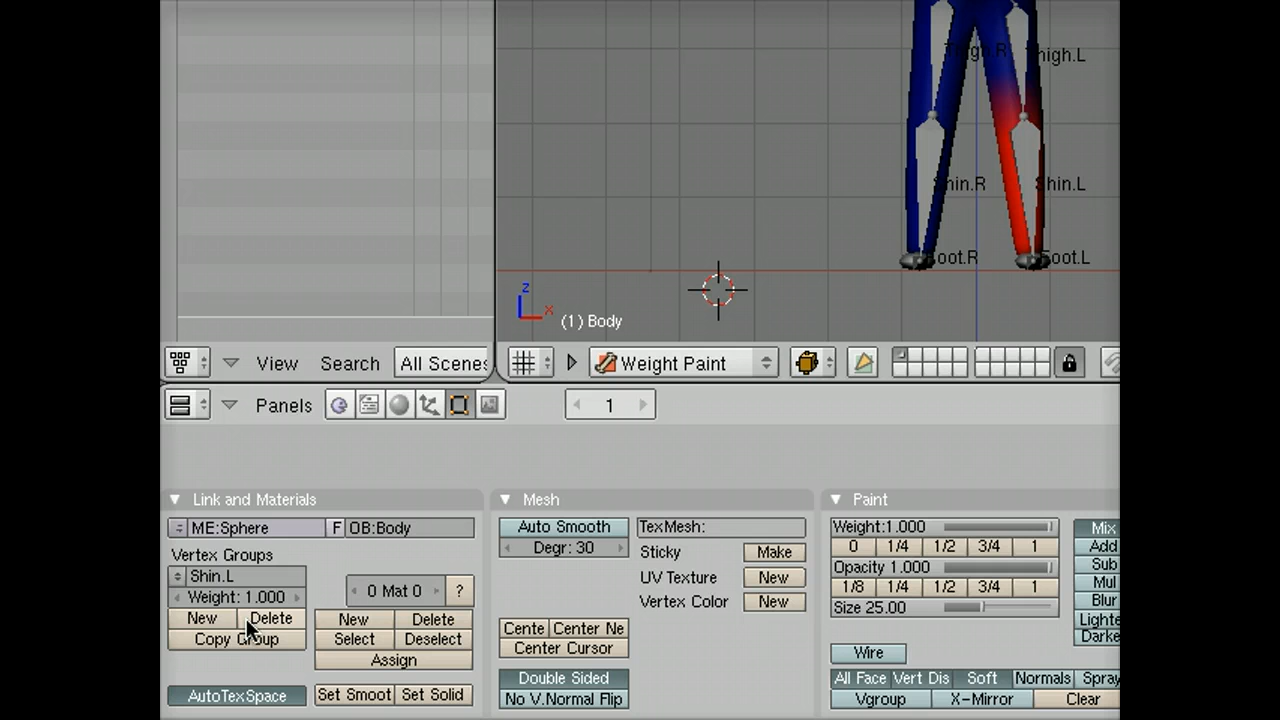 Thigh.R
Thigh.L
Shin.R
Shin.L
Foot.R
Foot.L
z
x
(1) Body
View Search All Scenes
Weight Paint
Panels
1
Link and Materials
ME:Sphere F OB:Body
Vertex Groups
Shin.L
Weight: 1.000
New Delete
Copy Group
0 Mat 0 ?
New Delete
Select Deselect
Assign
AutoTexSpace
Set Smoot Set Solid
Mesh
Auto Smooth
Degr: 30
TexMesh:
Sticky Make
UV Texture New
Vertex Color New
Cente Center Ne
Center Cursor
Double Sided
No V.Normal Flip
Paint
Weight:1.000
0 1/4 1/2 3/4 1
Opacity 1.000
1/8 1/4 1/2 3/4 1
Size 25.00
Mix
Add
Sub
Mul
Blur
Lighte
Darke
Wire
All Face Vert Dis Soft Normals Spray
Vgroup X-Mirror Clear